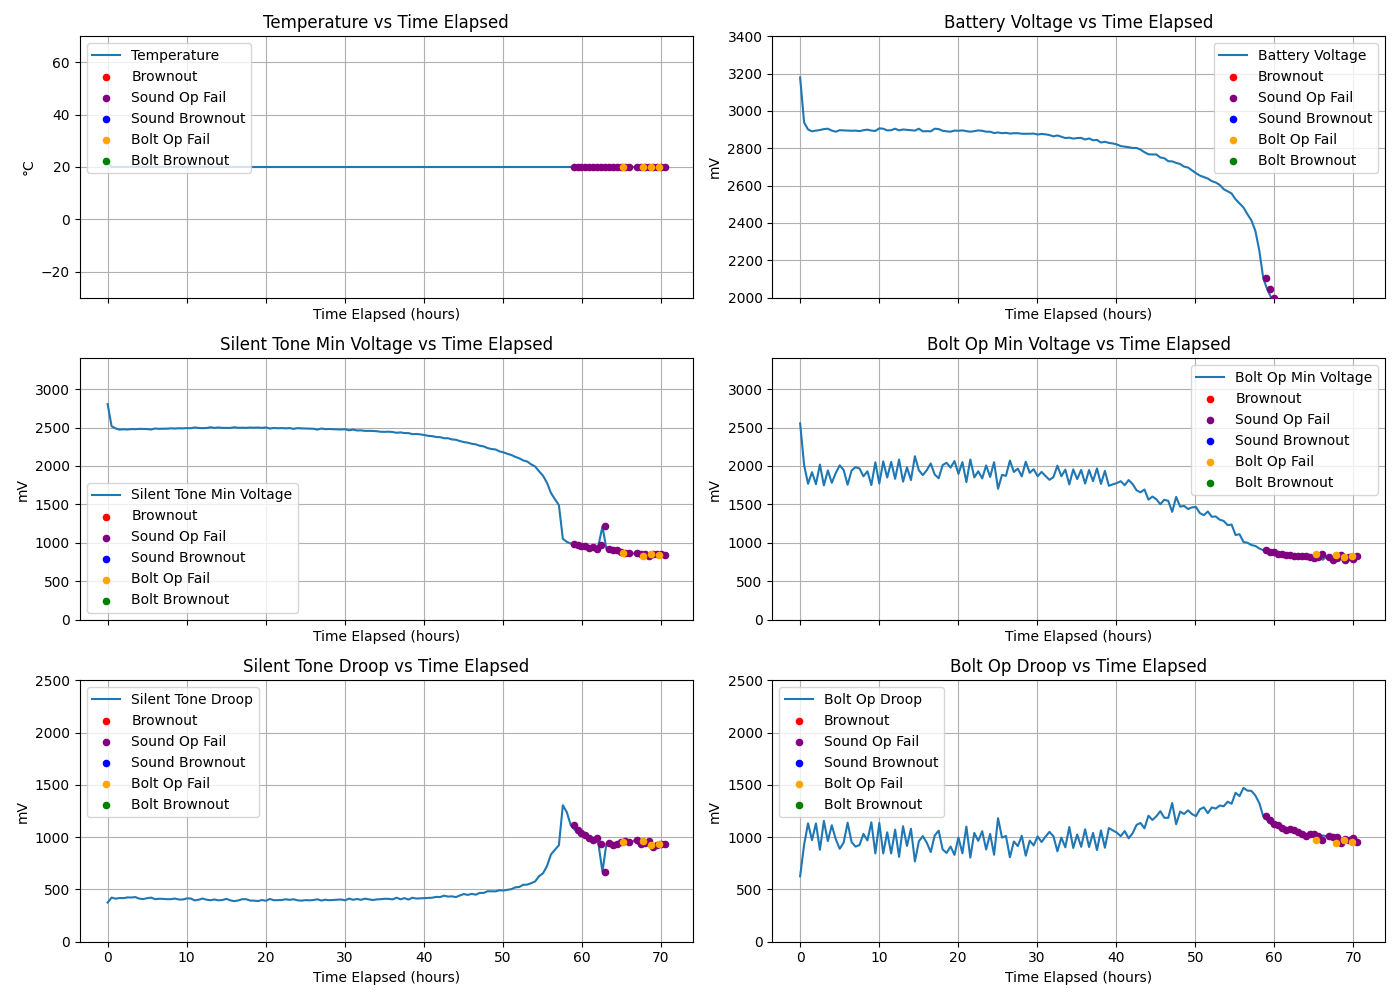 Temperature vs Time Elapsed
°C
60
40
20
0
−20
Temperature
Brownout
Sound Op Fail
Sound Brownout
Bolt Op Fail
Bolt Brownout
Time Elapsed (hours)
Battery Voltage vs Time Elapsed
mV
3400
3200
3000
2800
2600
2400
2200
2000
Battery Voltage
Brownout
Sound Op Fail
Sound Brownout
Bolt Op Fail
Bolt Brownout
Time Elapsed (hours)
Silent Tone Min Voltage vs Time Elapsed
mV
3000
2500
2000
1500
1000
500
0
Silent Tone Min Voltage
Brownout
Sound Op Fail
Sound Brownout
Bolt Op Fail
Bolt Brownout
Time Elapsed (hours)
Bolt Op Min Voltage vs Time Elapsed
mV
3000
2500
2000
1500
1000
500
0
Bolt Op Min Voltage
Brownout
Sound Op Fail
Sound Brownout
Bolt Op Fail
Bolt Brownout
Time Elapsed (hours)
Silent Tone Droop vs Time Elapsed
mV
2500
2000
1500
1000
500
0
Silent Tone Droop
Brownout
Sound Op Fail
Sound Brownout
Bolt Op Fail
Bolt Brownout
0 10 20 30 40 50 60 70
Time Elapsed (hours)
Bolt Op Droop vs Time Elapsed
mV
2500
2000
1500
1000
500
0
Bolt Op Droop
Brownout
Sound Op Fail
Sound Brownout
Bolt Op Fail
Bolt Brownout
0 10 20 30 40 50 60 70
Time Elapsed (hours)